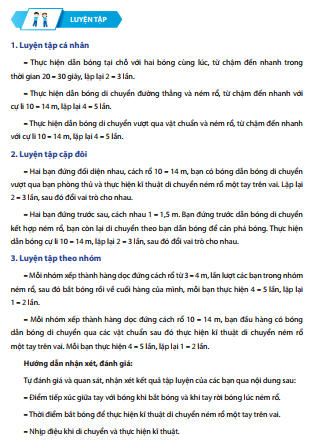 LUYỆN TẬP
1. Luyện tập cá nhân
– Thực hiện dẫn bóng tại chỗ với hai bóng cùng lúc, từ chậm đến nhanh trong
thời gian 20 – 30 giây, lặp lại 2 – 3 lần.
– Thực hiện dẫn bóng di chuyển đường thẳng và ném rổ, từ chậm đến nhanh với
cự li 10 – 14 m, lặp lại 4 – 5 lần.
– Thực hiện dẫn bóng di chuyển vượt qua vật chuẩn và ném rổ, từ chậm đến nhanh
với cự li 10 – 14 m, lặp lại 4 – 5 lần.
2. Luyện tập cặp đôi
– Hai bạn đứng đối diện nhau, cách rổ 10 – 14 m, bạn có bóng dẫn bóng di chuyển
vượt qua bạn phòng thủ và thực hiện kĩ thuật di chuyển ném rổ một tay trên vai. Lặp lại
2 – 3 lần, sau đó đổi vai trò cho nhau.
– Hai bạn đứng trước sau, cách nhau 1 – 1,5 m. Bạn đứng trước dẫn bóng di chuyển
kết hợp ném rổ, bạn còn lại di chuyển theo bạn dẫn bóng để cản phá bóng. Thực hiện
dẫn bóng cự li 10 – 14 m, lặp lại 2 – 3 lần, sau đó đổi vai trò cho nhau.
3. Luyện tập theo nhóm
– Mỗi nhóm xếp thành hàng dọc đứng cách rổ từ 3 – 4 m, lần lượt các bạn trong nhóm
ném rổ, sau đó bắt bóng rồi về cuối hàng của mình, mỗi bạn thực hiện 4 – 5 lần, lặp lại
1 – 2 lần.
– Mỗi nhóm xếp thành hàng dọc đứng cách rổ 10 – 14 m, bạn đầu hàng có bóng
dẫn bóng di chuyển qua các vật chuẩn sau đó thực hiện kĩ thuật di chuyển ném rổ
một tay trên vai. Mỗi bạn thực hiện 4 – 5 lần, lặp lại 1 – 2 lần.
Hướng dẫn nhận xét, đánh giá:
Tự đánh giá và quan sát, nhận xét kết quả tập luyện của các bạn qua nội dung sau:
– Điểm tiếp xúc giữa tay với bóng khi bắt bóng và khi tay rời bóng lúc ném rổ.
– Thời điểm bắt bóng để thực hiện kĩ thuật di chuyển ném rổ một tay trên vai.
– Nhịp điệu khi di chuyển và thực hiện kĩ thuật.